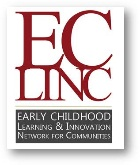 EC
LINC
EARLY CHILDHOOD
LEARNING & INNOVATION
NETWORK FOR COMMUNITIES